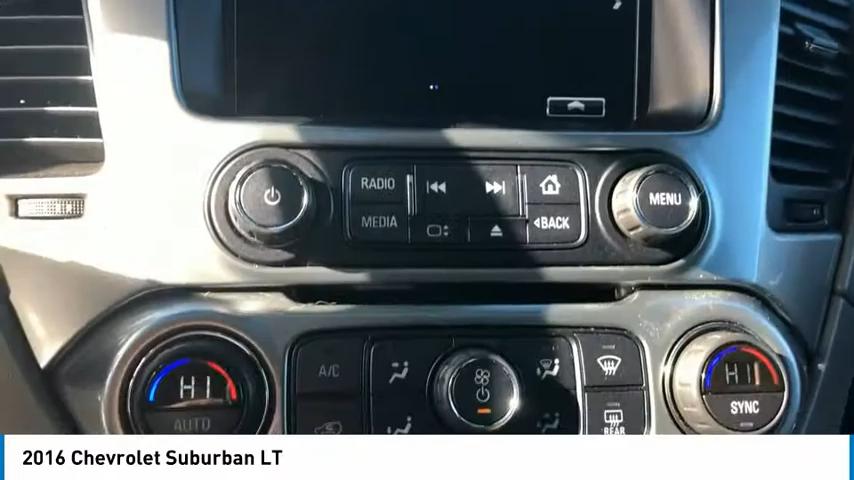 RADIO
MENU
MEDIA
BACK
HI
A/C
HI
AUTO
SYNC
REAR
2016 Chevrolet Suburban LT